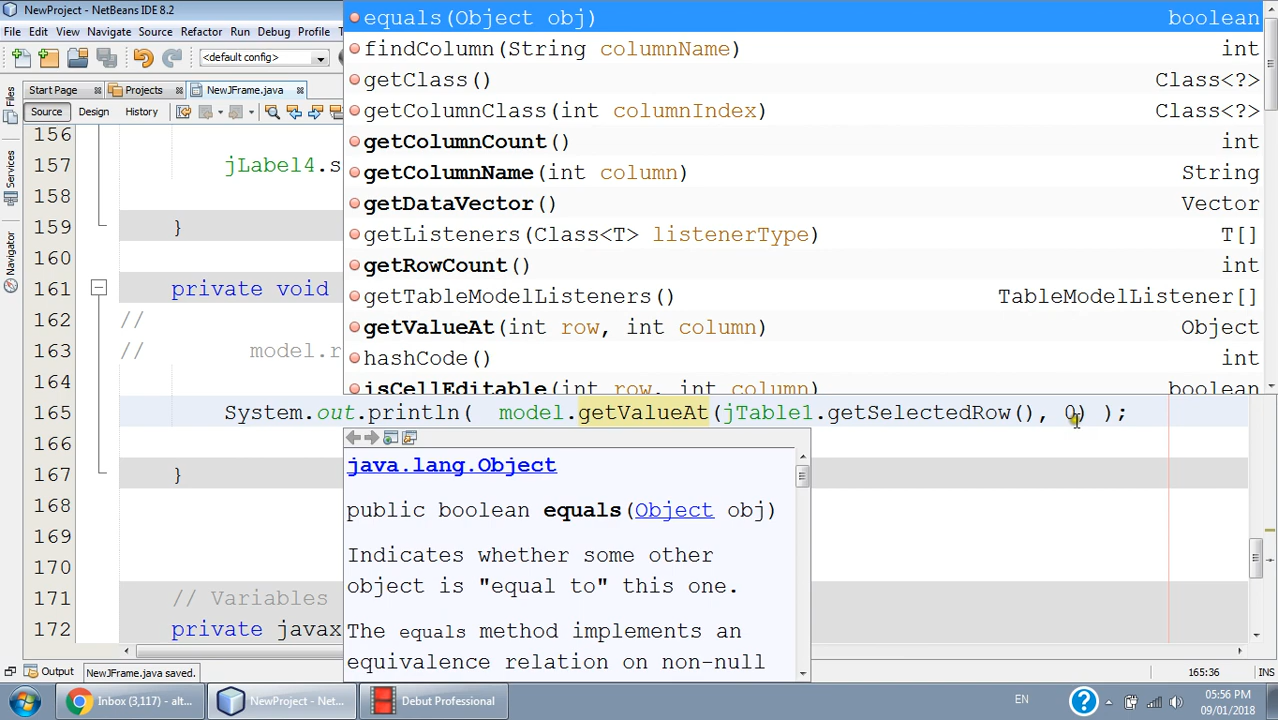 NewProject - NetBeans IDE 8.2
File Edit View Navigate Source Refactor Run Debug Profile
<default config>
Start Page Projects NewJFrame.java
Source Design History
Files
Services
Navigator
equals(Object obj) boolean
findColumn(String columnName) int
getClass() Class<?>
getColumnClass(int columnIndex) Class<?>
getColumnCount() int
getColumnName(int column) String
getDataVector() Vector
getListeners(Class<T> listenerType) T[]
getRowCount() int
getTableModelListeners() TableModelListener[]
getValueAt(int row, int column) Object
hashCode() int
isCellEditable(int row, int column) boolean
156
157 jLabel4.s
158
159 }
160
161 private void
162 //
163 // model.r
164
165 System.out.println( model.getValueAt(jTable1.getSelectedRow(), 0) );
166
167 }
168
169
170
171 // Variables
172 private javax
java.lang.Object
public boolean equals(Object obj)
Indicates whether some other
object is "equal to" this one.
The equals method implements an
equivalence relation on non-null
Output NewJFrame.java saved. 165:36 INS
Inbox (3,117) - alt... NewProject - Net... Debut Professional EN 05:56 PM
09/01/2018